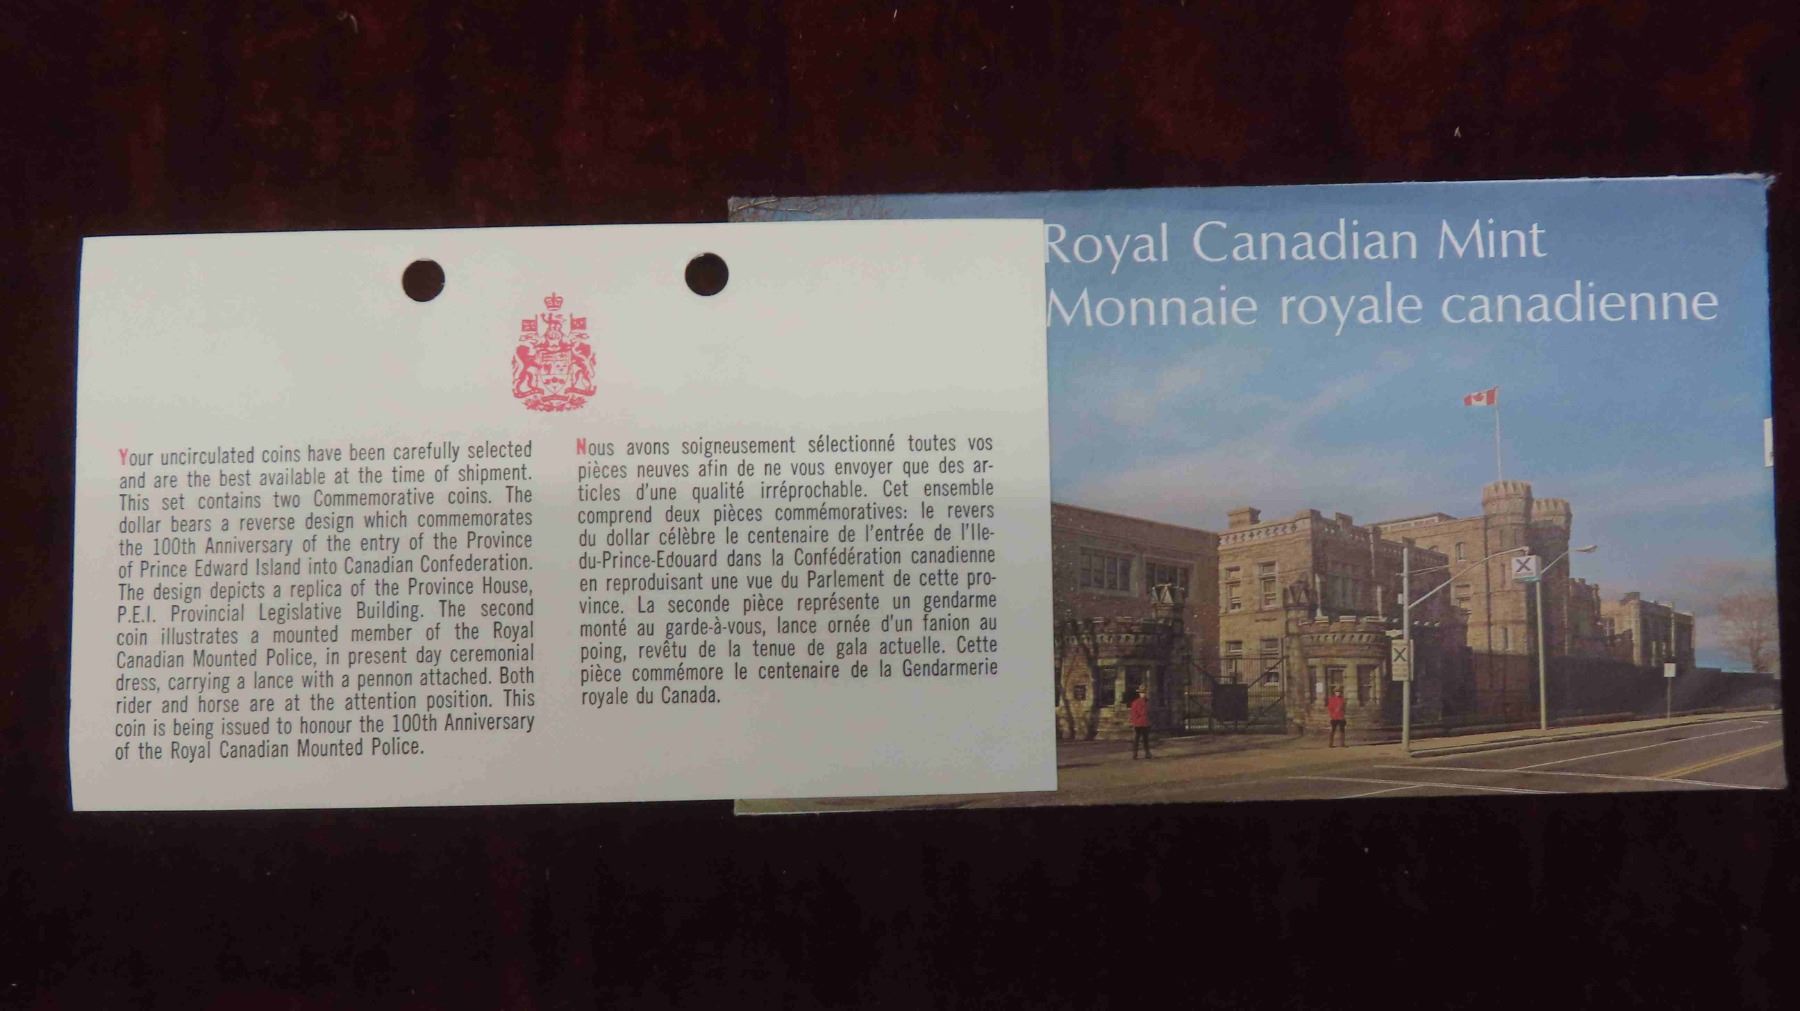 Your uncirculated coins have been carefully selected
and are the best available at the time of shipment.
This set contains two Commemorative coins. The
dollar bears a reverse design which commemorates
the 100th Anniversary of the entry of the Province
of Prince Edward Island into Canadian Confederation.
The design depicts a replica of the Province House,
P.E.I. Provincial Legislative Building. The second
coin illustrates a mounted member of the Royal
Canadian Mounted Police, in present day ceremonial
dress, carrying a lance with a pennon attached. Both
rider and horse are at the attention position. This
coin is being issued to honour the 100th Anniversary
of the Royal Canadian Mounted Police.
Nous avons soigneusement sélectionné toutes vos
pièces neuves afin de ne vous envoyer que des ar-
ticles d'une qualité irréprochable. Cet ensemble
comprend deux pièces commémoratives: le revers
du dollar célèbre le centenaire de l'entrée de l'Ile-
du-Prince-Edouard dans la Confédération canadienne
en reproduisant une vue du Parlement de cette pro-
vince. La seconde pièce représente un gendarme
monté au garde-à-vous, lance ornée d'un fanion au
poing, revêtu de la tenue de gala actuelle. Cette
pièce commémore le centenaire de la Gendarmerie
royale du Canada.
Royal Canadian Mint
Monnaie royale canadienne
X
X